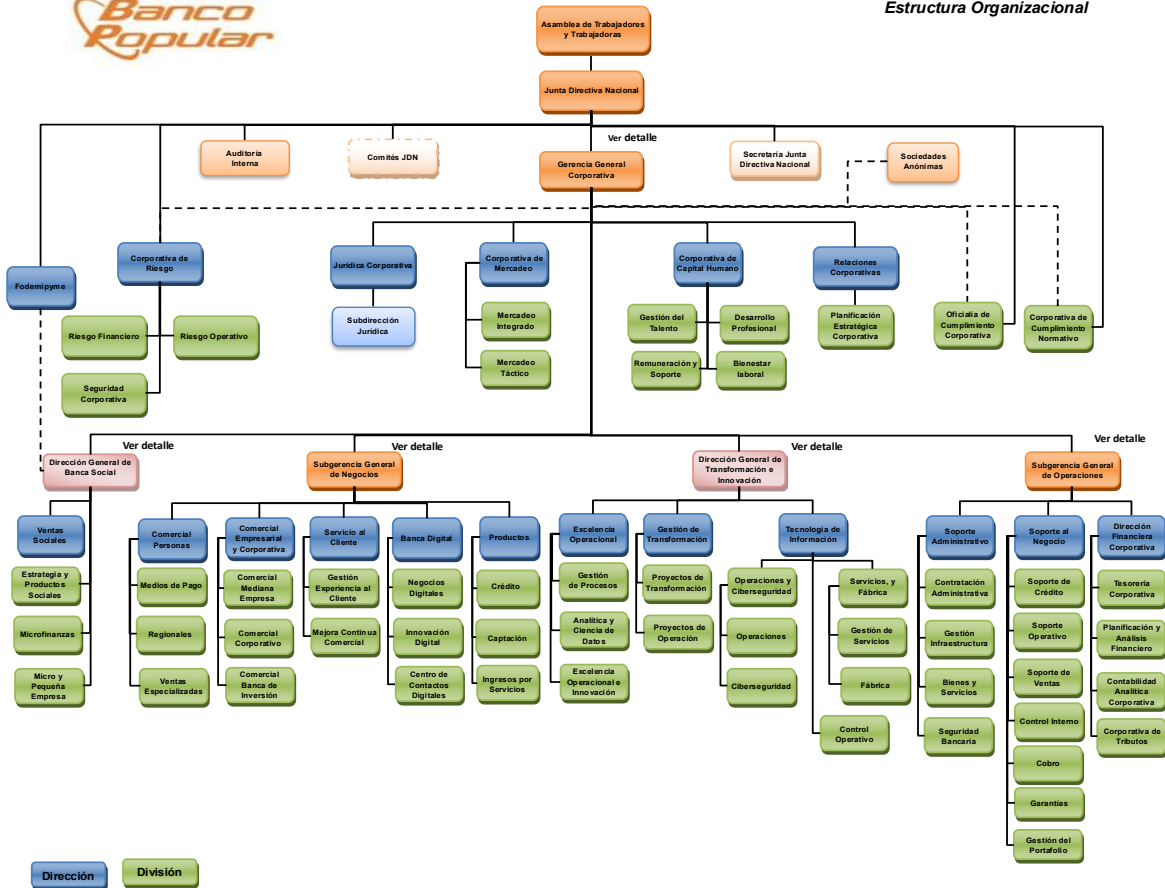 Banco
Popular
Estructura Organizacional
Asamblea de Trabajadores
y Trabajadoras
Junta Directiva Nacional
Ver detalle
Auditoría
Interna
Comités JDN
Gerencia General
Corporativa
Secretaria Junta
Directiva Nacional
Sociedades
Anónimas
Fodemipyme
Corporativa de
Riesgo
Jurídica Corporativa
Corporativa de
Mercadeo
Corporativa de
Capital Humano
Relaciones
Corporativas
Subdirección
Jurídica
Riesgo Financiero
Riesgo Operativo
Seguridad
Corporativa
Mercadeo
Integrado
Mercadeo
Táctico
Gestión del
Talento
Desarrollo
Profesional
Remuneración y
Soporte
Bienestar
laboral
Planificación
Estratégica
Corporativa
Oficialía de
Cumplimiento
Corporativa
Corporativa de
Cumplimiento
Normativo
Ver detalle
Ver detalle
Ver detalle
Ver detalle
Dirección General de
Banca Social
Subgerencia General
de Negocios
Dirección General de
Transformación e
Innovación
Subgerencia General
de Operaciones
Ventas
Sociales
Estrategia y
Productos
Sociales
Microfinanzas
Micro y
Pequeña
Empresa
Comercial
Personas
Medios de Pago
Regionales
Ventas
Especializadas
Comercial
Empresarial
y Corporativa
Comercial
Mediana
Empresa
Comercial
Corporativo
Comercial
Banca de
Inversión
Servicio al
Cliente
Gestión
Experiencia al
Cliente
Mejora Continua
Comercial
Banca Digital
Negocios
Digitales
Innovación
Digital
Centro de
Contactos
Digitales
Productos
Crédito
Captación
Ingresos por
Servicios
Excelencia
Operacional
Gestión
de Procesos
Analítica y
Ciencia de
Datos
Excelencia
Operacional e
Innovación
Gestión de
Transformación
Proyectos de
Transformación
Proyectos de
Operación
Tecnología de
Información
Operaciones y
Ciberseguridad
Operaciones
Ciberseguridad
Servicios, y
Fábrica
Gestión de
Servicios
Fábrica
Control
Operativo
Soporte
Administrativo
Contratación
Administrativa
Gestión
Infraestructura
Bienes y
Servicios
Seguridad
Bancaria
Soporte al
Negocio
Soporte de
Crédito
Soporte
Operativo
Soporte de
Ventas
Control Interno
Cobro
Garantías
Gestión del
Portafolio
Dirección
Financiera
Corporativa
Tesorería
Corporativa
Planificación y
Análisis
Financiero
Contabilidad
Analítica
Corporativa
Corporativa de
Tributos
Dirección
División